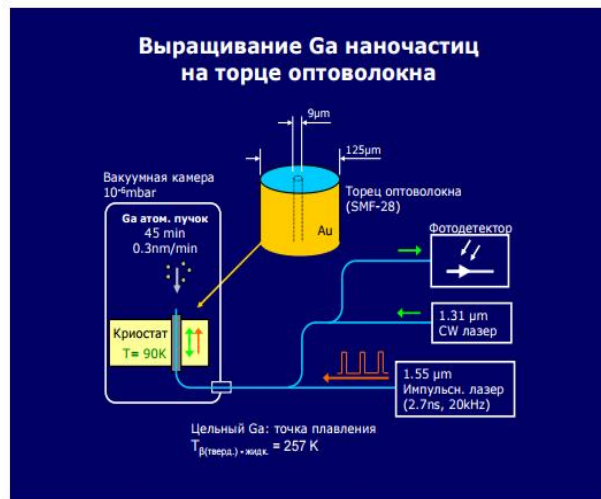 Выращивание Ga наночастиц
на торце оптоволокна
9μm
125μm
Вакуумная камера
10⁻⁶mbar
Торец оптоволокна
(SMF-28)
Ga атом. пучок
45 min
0.3nm/min
Au
Фотодетектор
Криостат
T= 90K
1.31 μm
CW лазер
1.55 μm
Импульсн. лазер
(2.7ns, 20kHz)
Цельный Ga: точка плавления
Tβ(тверд.) - жидк. = 257 K